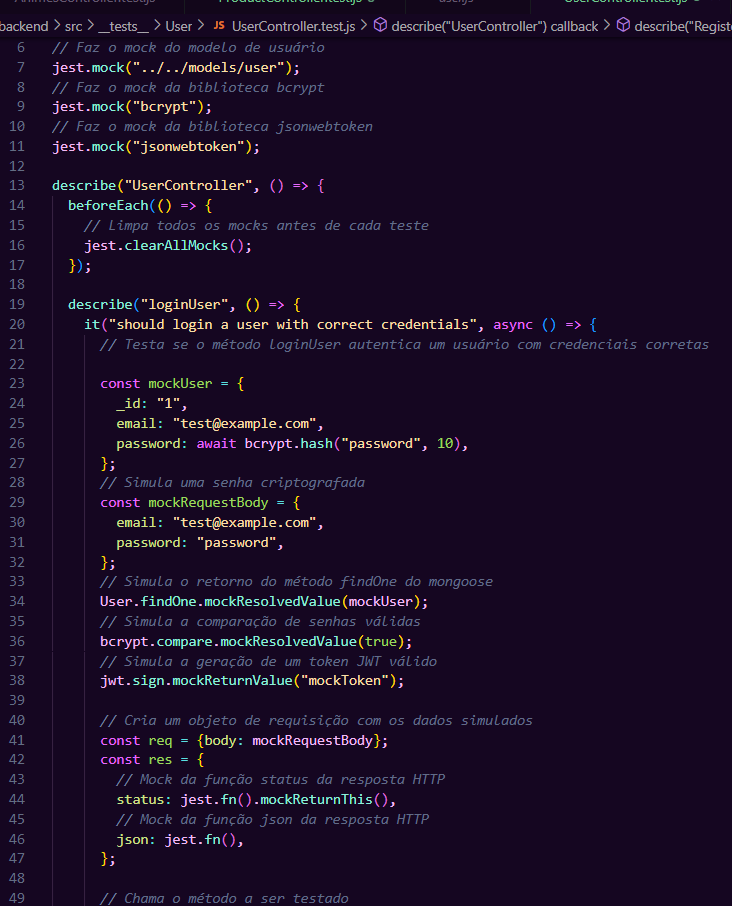 ProductControllertest.js
UserControllertest.js
backend > src > __tests__ > User > JS UserController.test.js > describe("UserController") callback > describe("Registe
6 // Faz o mock do modelo de usuário
7 jest.mock("../../models/user");
8 // Faz o mock da biblioteca bcrypt
9 jest.mock("bcrypt");
10 // Faz o mock da biblioteca jsonwebtoken
11 jest.mock("jsonwebtoken");
12
13 describe("UserController", () => {
14 beforeEach(() => {
15 // Limpa todos os mocks antes de cada teste
16 jest.clearAllMocks();
17 });
18
19 describe("loginUser", () => {
20 it("should login a user with correct credentials", async () => {
21 // Testa se o método loginUser autentica um usuário com credenciais corretas
22
23 const mockUser = {
24 _id: "1",
25 email: "test@example.com",
26 password: await bcrypt.hash("password", 10),
27 };
28 // Simula uma senha criptografada
29 const mockRequestBody = {
30 email: "test@example.com",
31 password: "password",
32 };
33 // Simula o retorno do método findOne do mongoose
34 User.findOne.mockResolvedValue(mockUser);
35 // Simula a comparação de senhas válidas
36 bcrypt.compare.mockResolvedValue(true);
37 // Simula a geração de um token JWT válido
38 jwt.sign.mockReturnValue("mockToken");
39
40 // Cria um objeto de requisição com os dados simulados
41 const req = {body: mockRequestBody};
42 const res = {
43 // Mock da função status da resposta HTTP
44 status: jest.fn().mockReturnThis(),
45 // Mock da função json da resposta HTTP
46 json: jest.fn(),
47 };
48
49 // Chama o método a ser testado